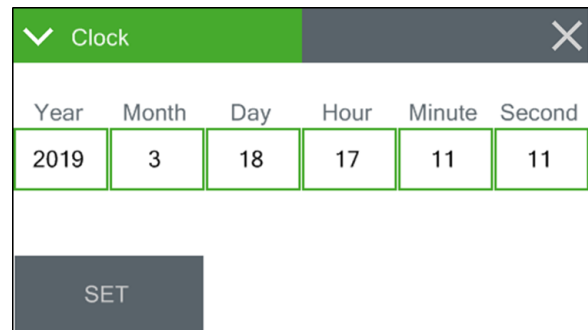 Clock
Year Month Day Hour Minute Second
2019 3 18 17 11 11
SET